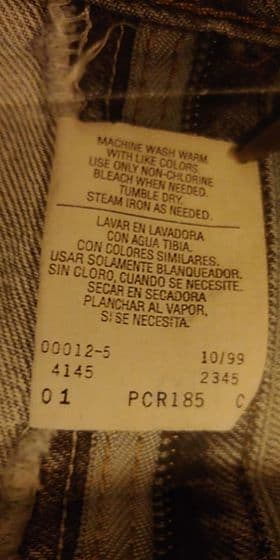 MACHINE WASH WARM
WITH LIKE COLORS.
USE ONLY NON-CHLORINE
BLEACH WHEN NEEDED.
TUMBLE DRY.
STEAM IRON AS NEEDED.
LAVAR EN LAVADORA
CON AGUA TIBIA.
CON COLORES SIMILARES.
USAR SOLAMENTE BLANQUEADOR.
SIN CLORO, CUANDO SE NECESITE.
SECAR EN SECADORA
PLANCHAR AL VAPOR,
SI SE NECESITA.
00012-5 10/99
4145 2345
01 PCR185 C